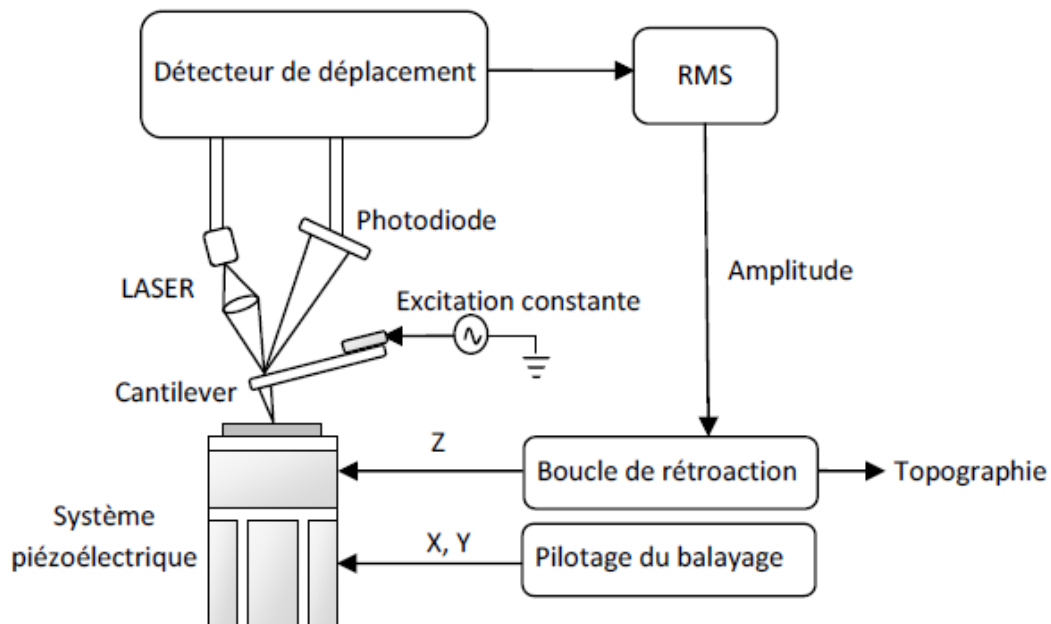 Détecteur de déplacement
RMS
Photodiode
LASER
Amplitude
Excitation constante
Cantilever
Z
Boucle de rétroaction
Topographie
Système
piézoélectrique
X, Y
Pilotage du balayage